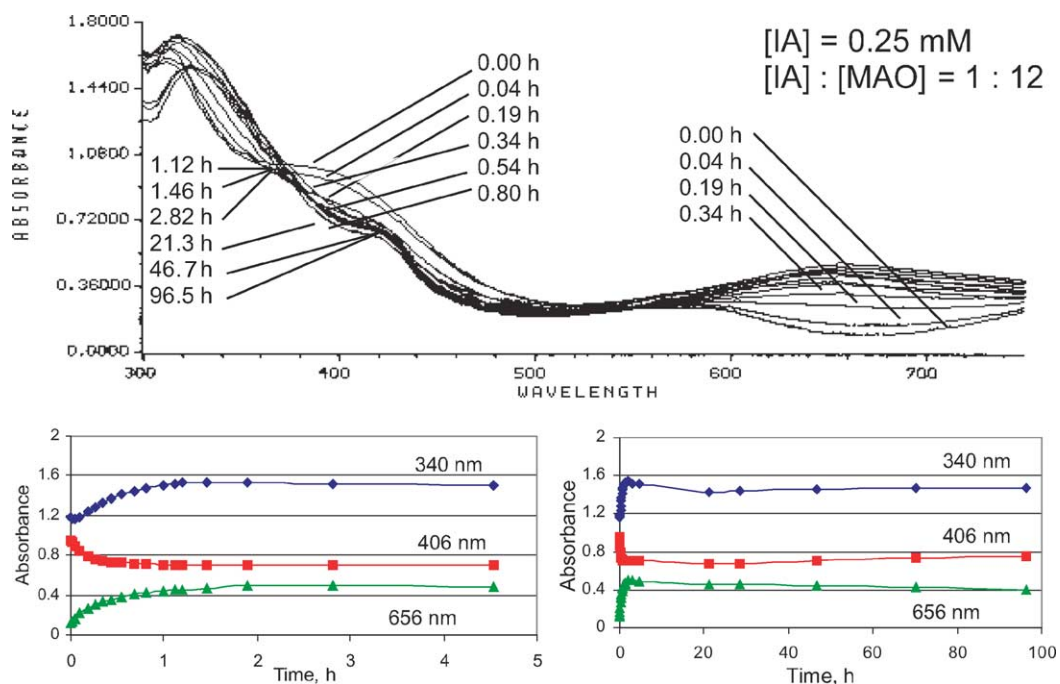 1.8000
1.4400
1.0800
0.72000
0.36000
0.0000
ABSORBANCE
300
400
500
600
700
WAVELENGTH
[IA] = 0.25 mM
[IA] : [MAO] = 1 : 12
0.00 h
0.04 h
0.19 h
0.34 h
0.54 h
0.80 h
1.12 h
1.46 h
2.82 h
21.3 h
46.7 h
96.5 h
0.00 h
0.04 h
0.19 h
0.34 h
2
1.6
1.2
0.8
0.4
0
Absorbance
340 nm
406 nm
656 nm
0
1
2
3
4
5
Time, h
2
1.6
1.2
0.8
0.4
0
Absorbance
340 nm
406 nm
656 nm
0
20
40
60
80
100
Time, h